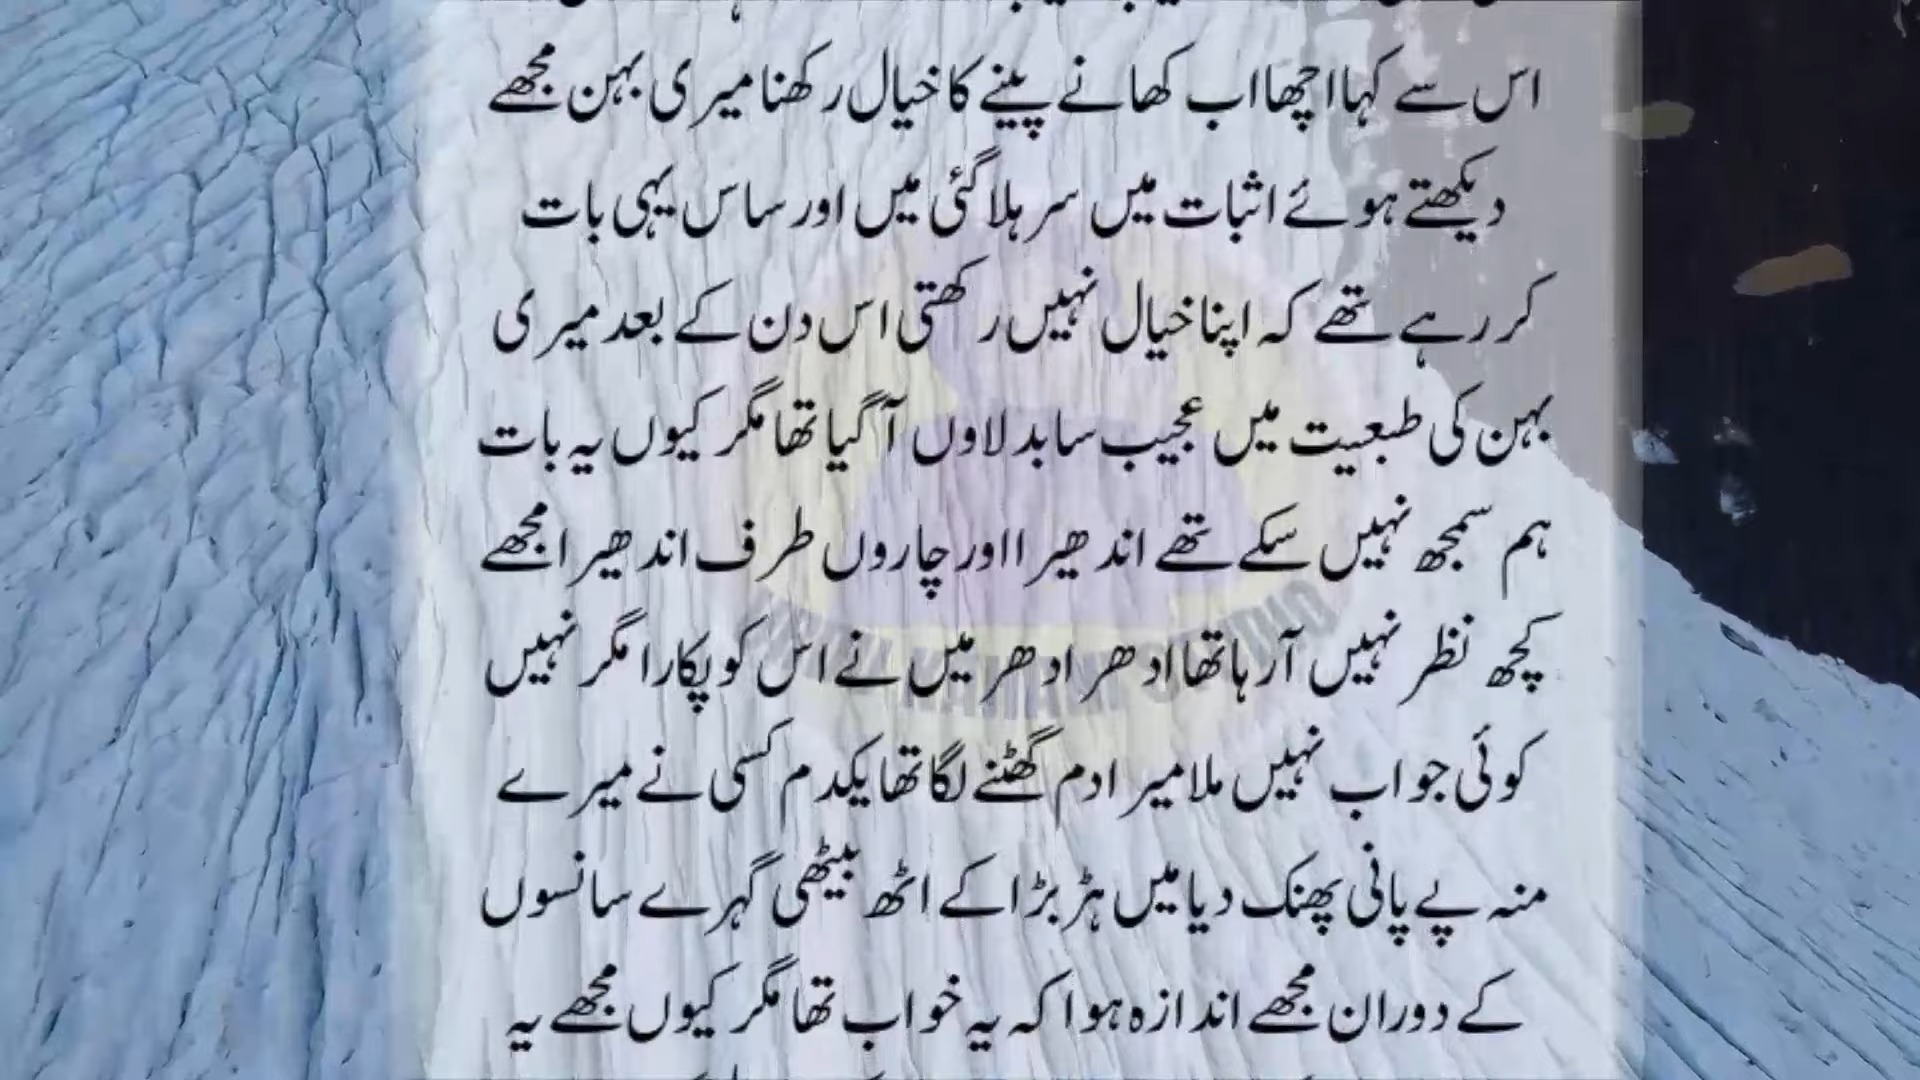 اس سے کہا اچھا اب کھانے پینے کا خیال رکھنا میری بہن مجھے
دیکھتے ہوئے اثبات میں سر ہلا گئی میں اور ساس یہی بات
کر رہے تھے کہ اپنا خیال نہیں رکھتی اس دن کے بعد میری
بہن کی طبعیت میں عجیب سا بدلاوں آ گیا تھا مگر کیوں یہ بات
ہم سمجھ نہیں سکے تھے اندھیرا اور چاروں طرف اندھیرا مجھے
کچھ نظر نہیں آ رہا تھا ادھر ادھر میں نے اس کو پکارا مگر نہیں
کوئی جواب نہیں ملا میرا دم گھٹنے لگا تھا یکدم کسی نے میرے
منہ پے پانی پھنک دیا میں ہڑبڑا کے اٹھ بیٹھی گہرے سانسوں
کے دوران مجھے اندازہ ہوا کہ یہ خواب تھا مگر کیوں مجھے یہ